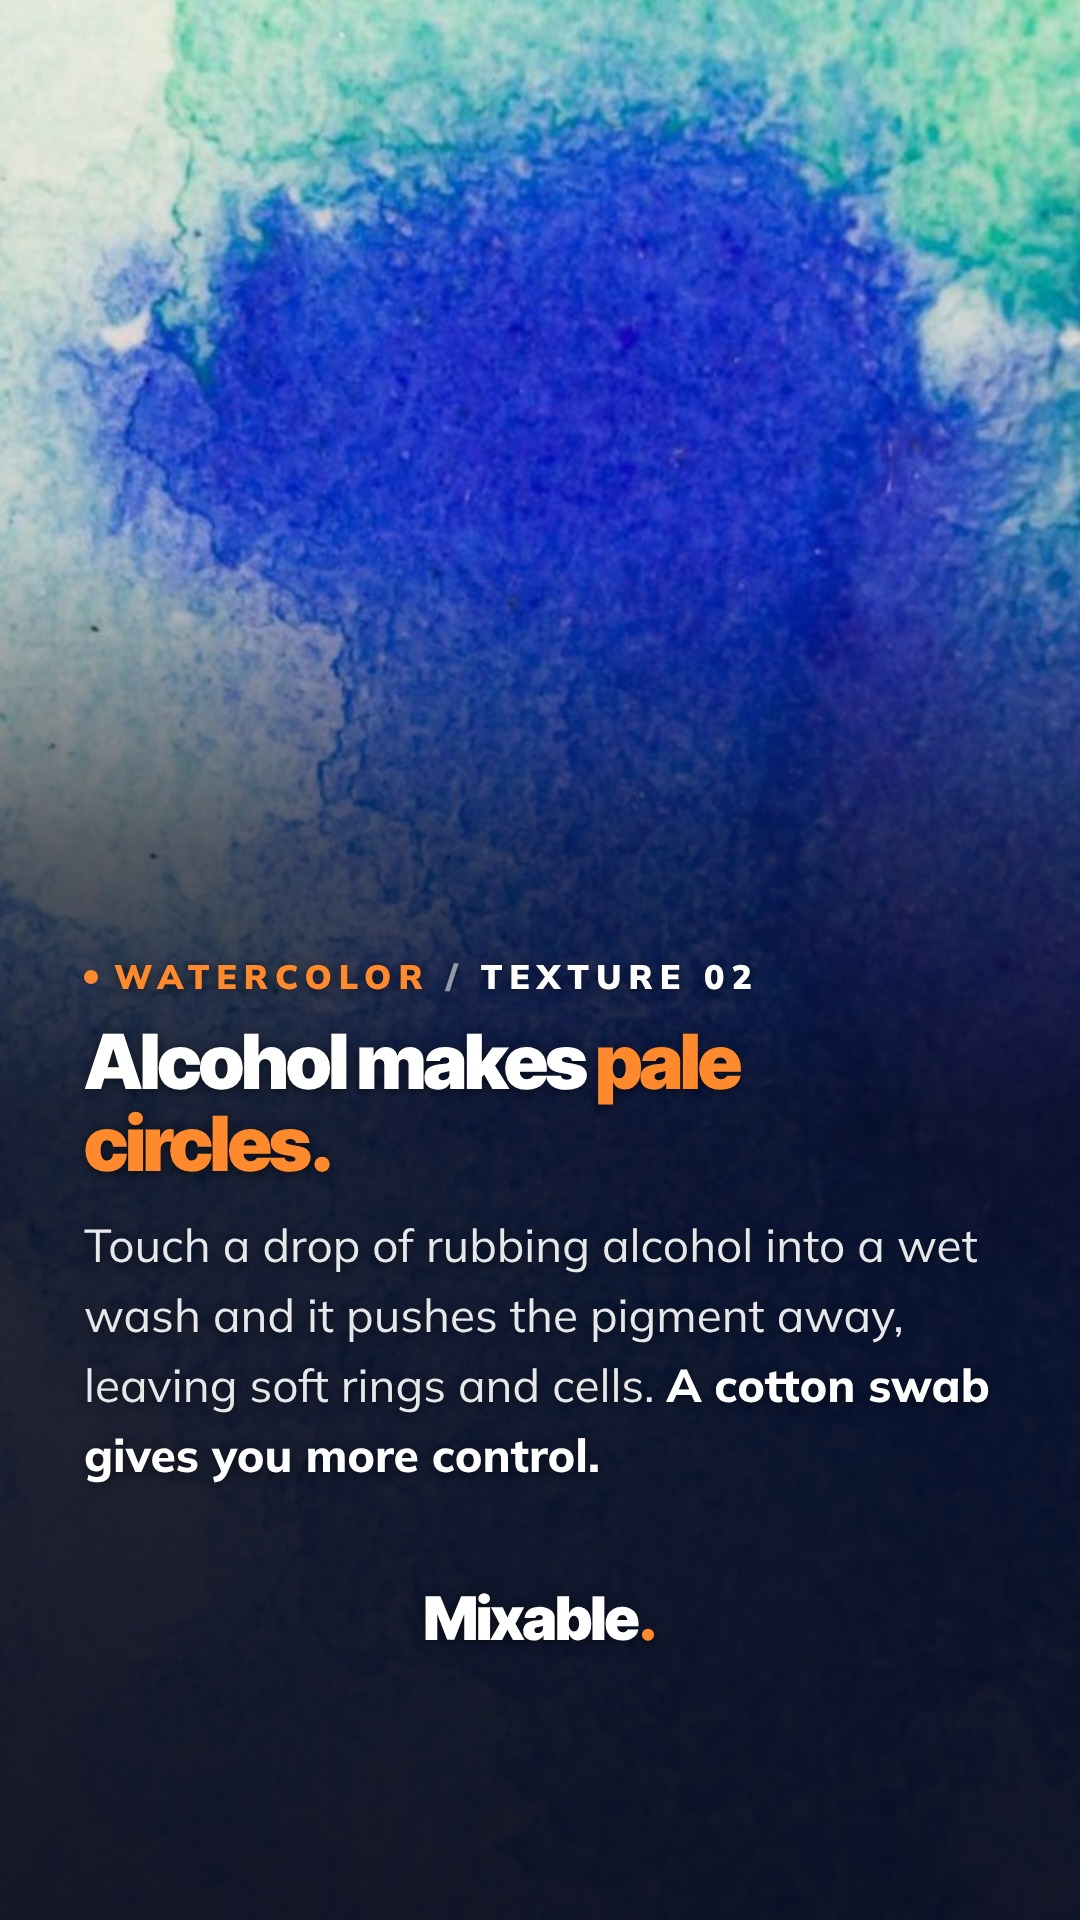 • WATERCOLOR / TEXTURE 02
Alcohol makes pale
circles.
Touch a drop of rubbing alcohol into a wet
wash and it pushes the pigment away,
leaving soft rings and cells. A cotton swab
gives you more control.
Mixable.